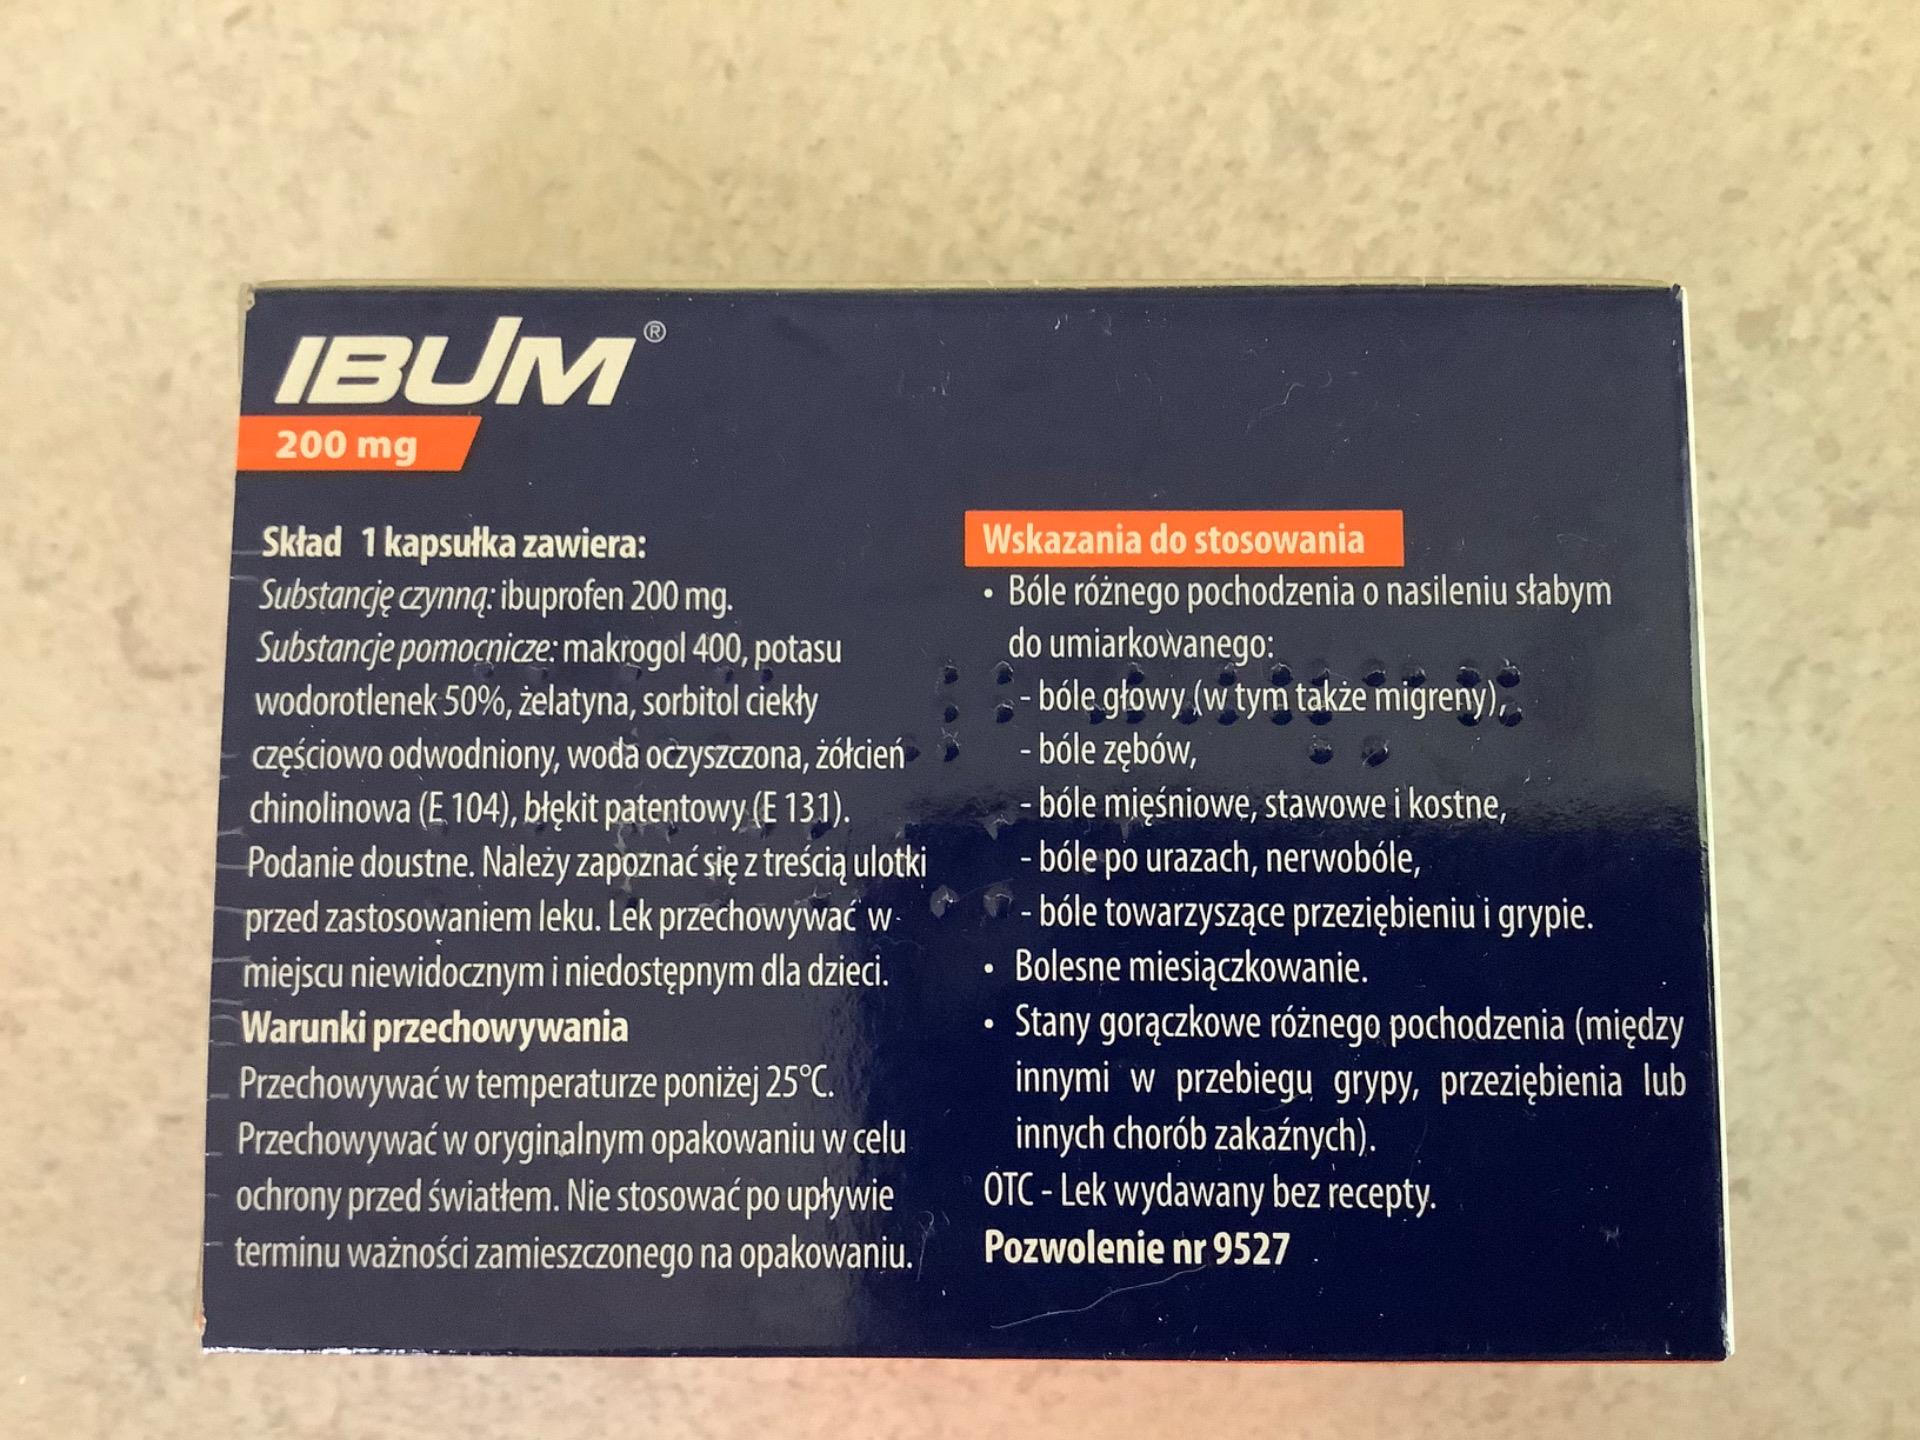 IBUM®
200 mg
Skład 1 kapsułka zawiera:
Substancję czynną: ibuprofen 200 mg.
Substancje pomocnicze: makrogol 400, potasu
wodorotlenek 50%, żelatyna, sorbitol ciekły
częściowo odwodniony, woda oczyszczona, żółcień
chinolinowa (E 104), błękit patentowy (E 131).
Podanie doustne. Należy zapoznać się z treścią ulotki
przed zastosowaniem leku. Lek przechowywać w
miejscu niewidocznym i niedostępnym dla dzieci.
Warunki przechowywania
Przechowywać w temperaturze poniżej 25°C.
Przechowywać w oryginalnym opakowaniu w celu
ochrony przed światłem. Nie stosować po upływie
terminu ważności zamieszczonego na opakowaniu.
Wskazania do stosowania
• Bóle różnego pochodzenia o nasileniu słabym
do umiarkowanego:
- bóle głowy (w tym także migreny),
- bóle zębów,
- bóle mięśniowe, stawowe i kostne,
- bóle po urazach, nerwobóle,
- bóle towarzyszące przeziębieniu i grypie.
• Bolesne miesiączkowanie.
• Stany gorączkowe różnego pochodzenia (między
innymi w przebiegu grypy, przeziębienia lub
innych chorób zakaźnych).
OTC - Lek wydawany bez recepty.
Pozwolenie nr 9527